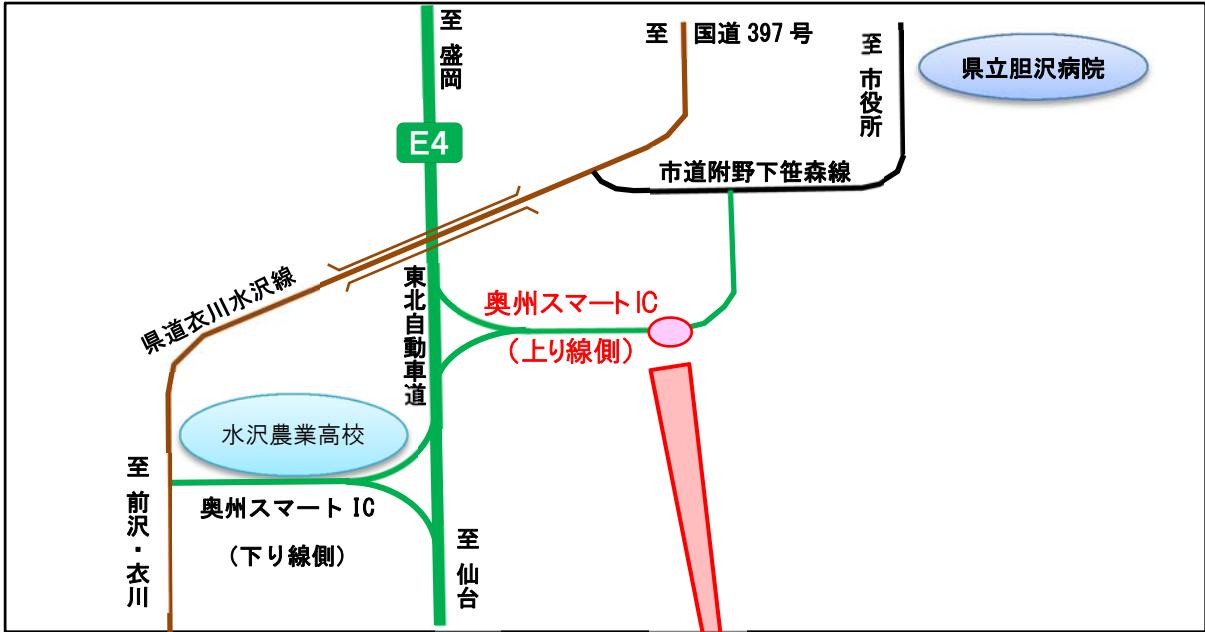 至 盛岡
至 国道397号
至 市役所
県立胆沢病院
E4
市道附野下笹森線
県道衣川水沢線
東北自動車道
奥州スマートIC
（上り線側）
水沢農業高校
至 前沢・衣川
奥州スマートIC
（下り線側）
至 仙台